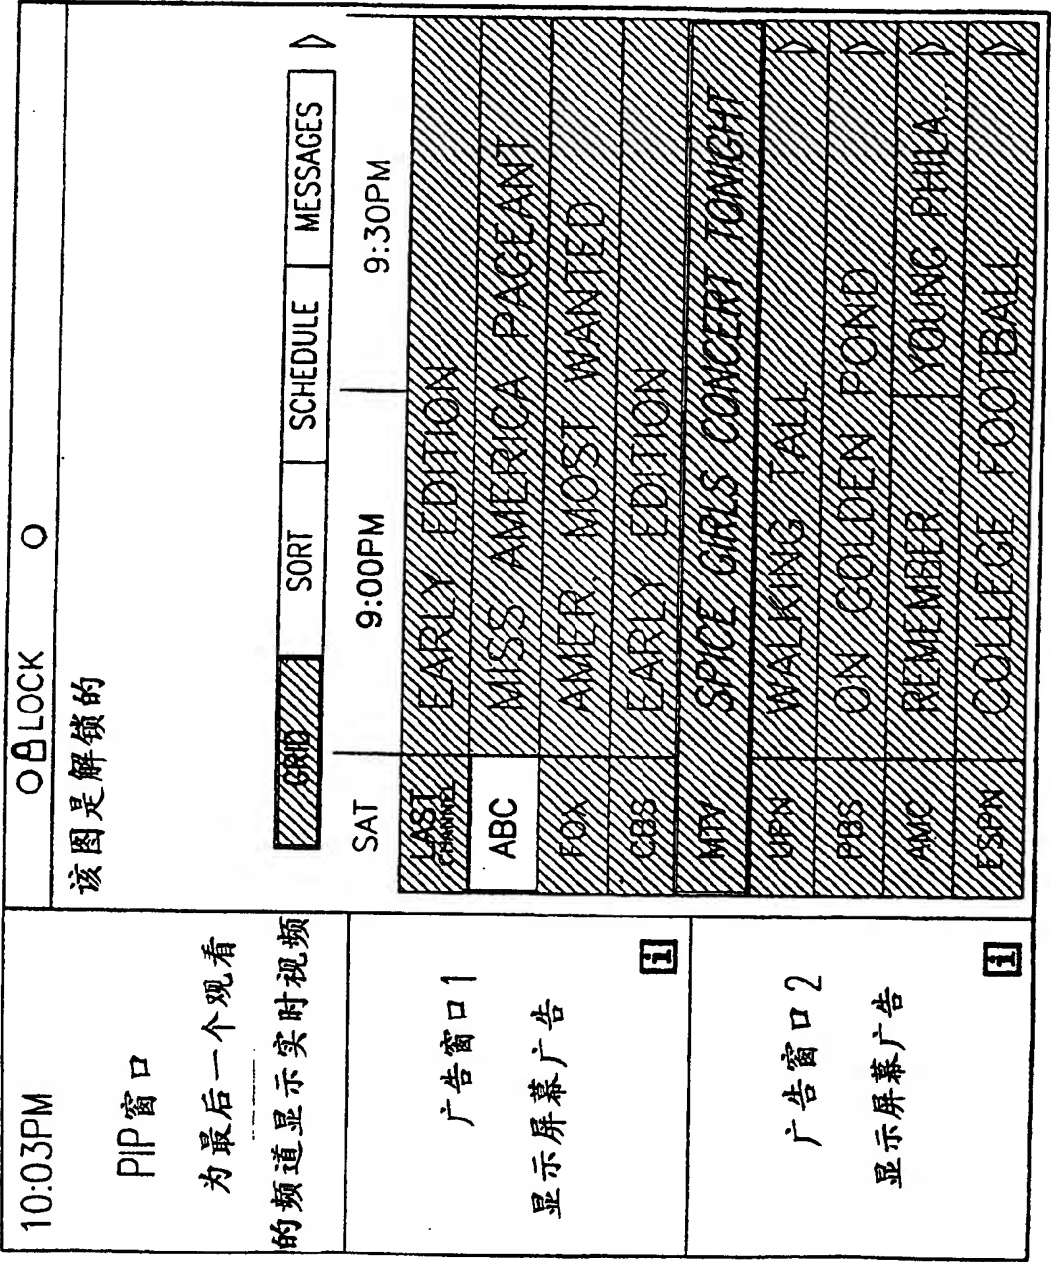 10:03PM
PIP窗口
为最后一个观看
的频道显示实时视频
广告窗口1
显示屏幕广告
i
广告窗口2
显示屏幕广告
i
LOCK
该图是解锁的
GRID SORT SCHEDULE MESSAGES
SAT 9:00PM 9:30PM
LAST CHANNEL EARLY EDITION
ABC MISS AMERICA PAGEANT
FOX AMER. MOST WANTED
CBS EARLY EDITION
MTV SPICE GIRLS CONCERT TONIGHT
UPN WALKING TALL
PBS ON GOLDEN POND
AMC REMEMBER... YOUNG PHILA...
ESPN COLLEGE FOOTBALL